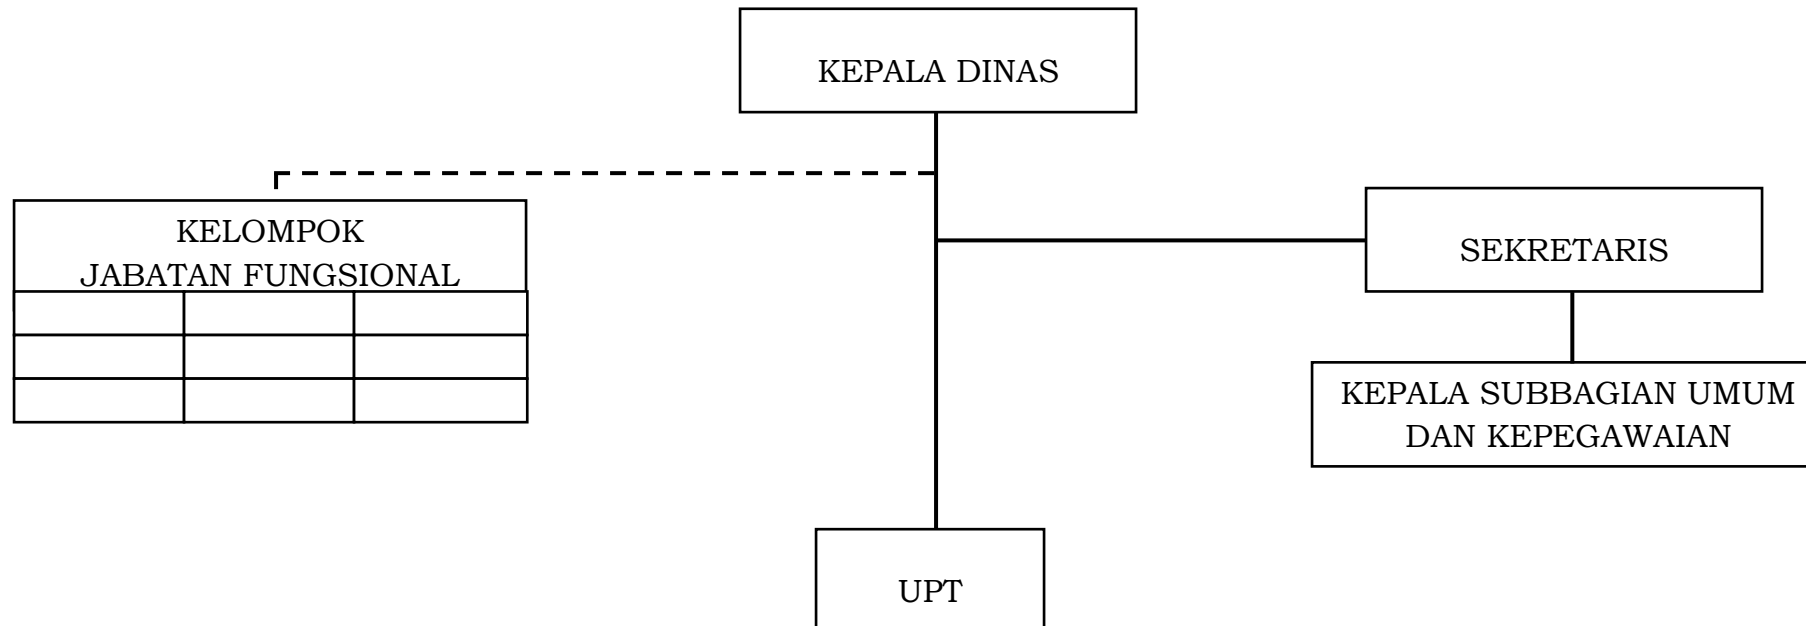 KEPALA DINAS
KELOMPOK
JABATAN FUNGSIONAL
SEKRETARIS
KEPALA SUBBAGIAN UMUM
DAN KEPEGAWAIAN
UPT